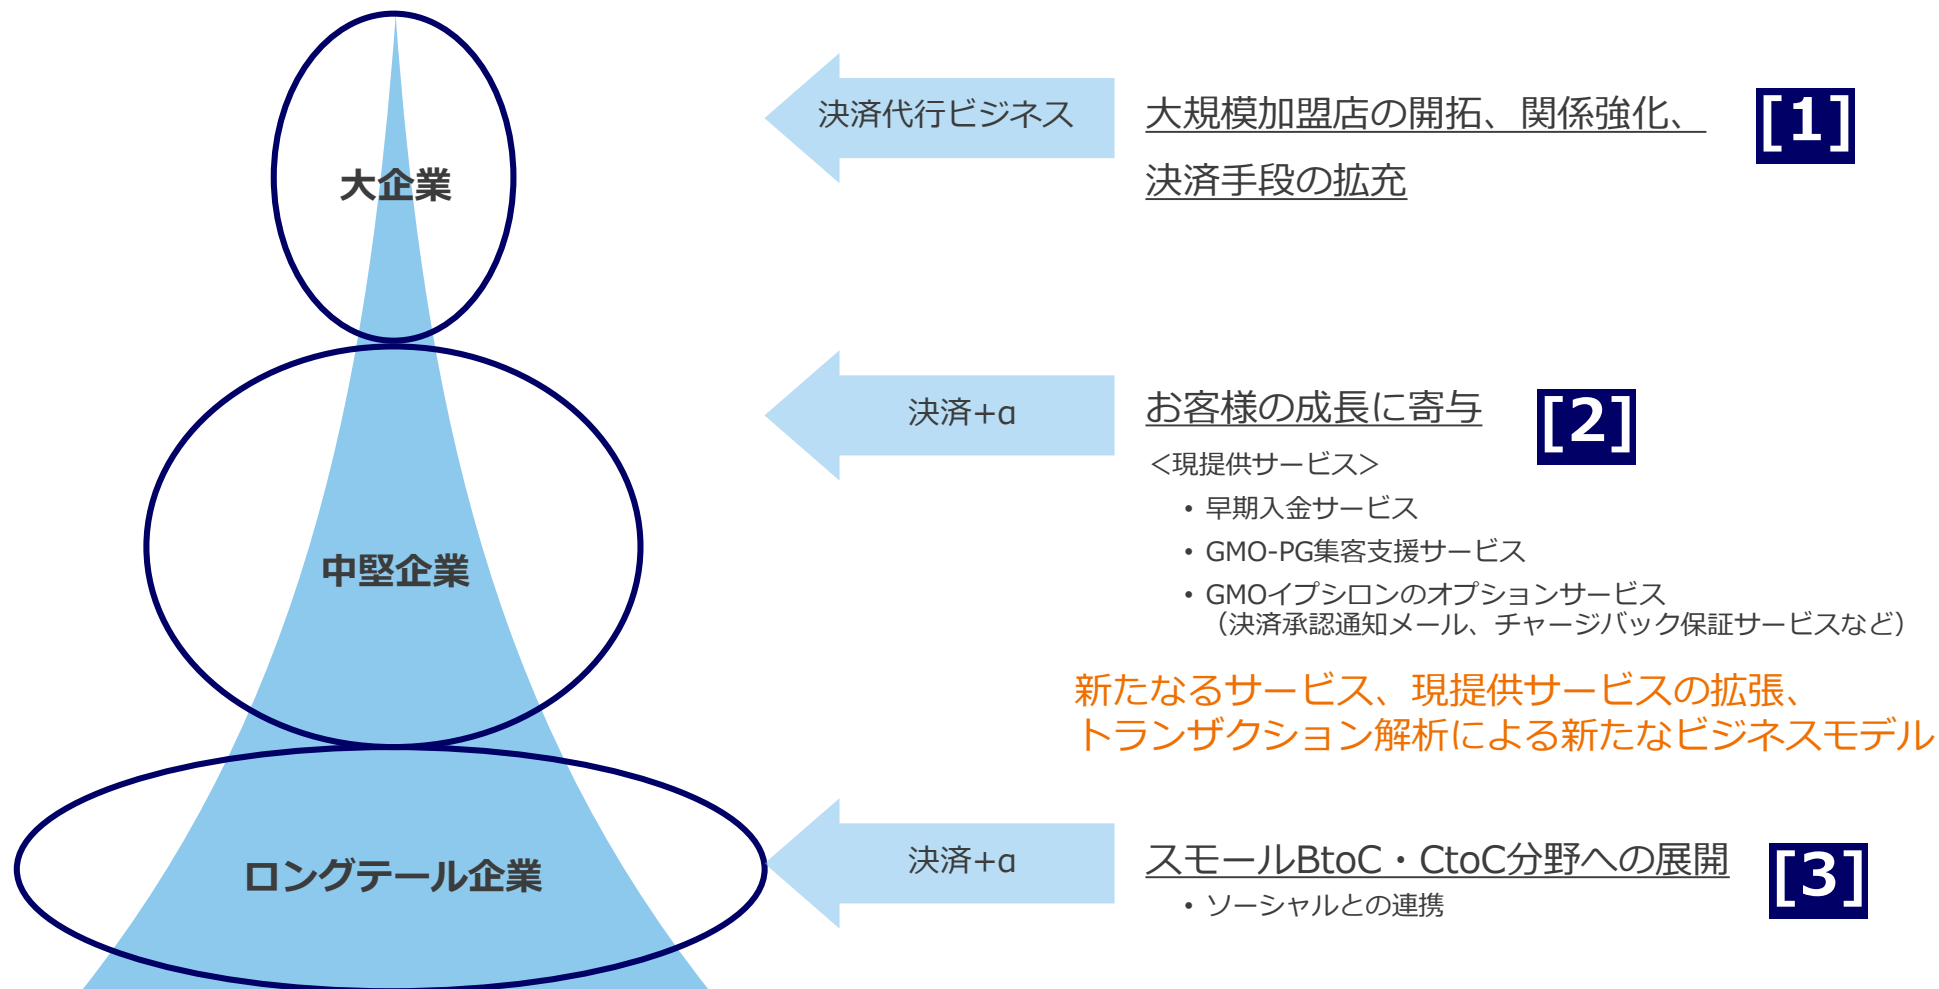 大企業
決済代行ビジネス
大規模加盟店の開拓、関係強化、
決済手段の拡充
[1]
中堅企業
決済+α
お客様の成長に寄与
[2]
＜現提供サービス＞
• 早期入金サービス
• GMO-PG集客支援サービス
• GMOイプシロンのオプションサービス
（決済承認通知メール、チャージバック保証サービスなど）
新たなるサービス、現提供サービスの拡張、
トランザクション解析による新たなビジネスモデル
ロングテール企業
決済+α
スモールBtoC・CtoC分野への展開
[3]
• ソーシャルとの連携